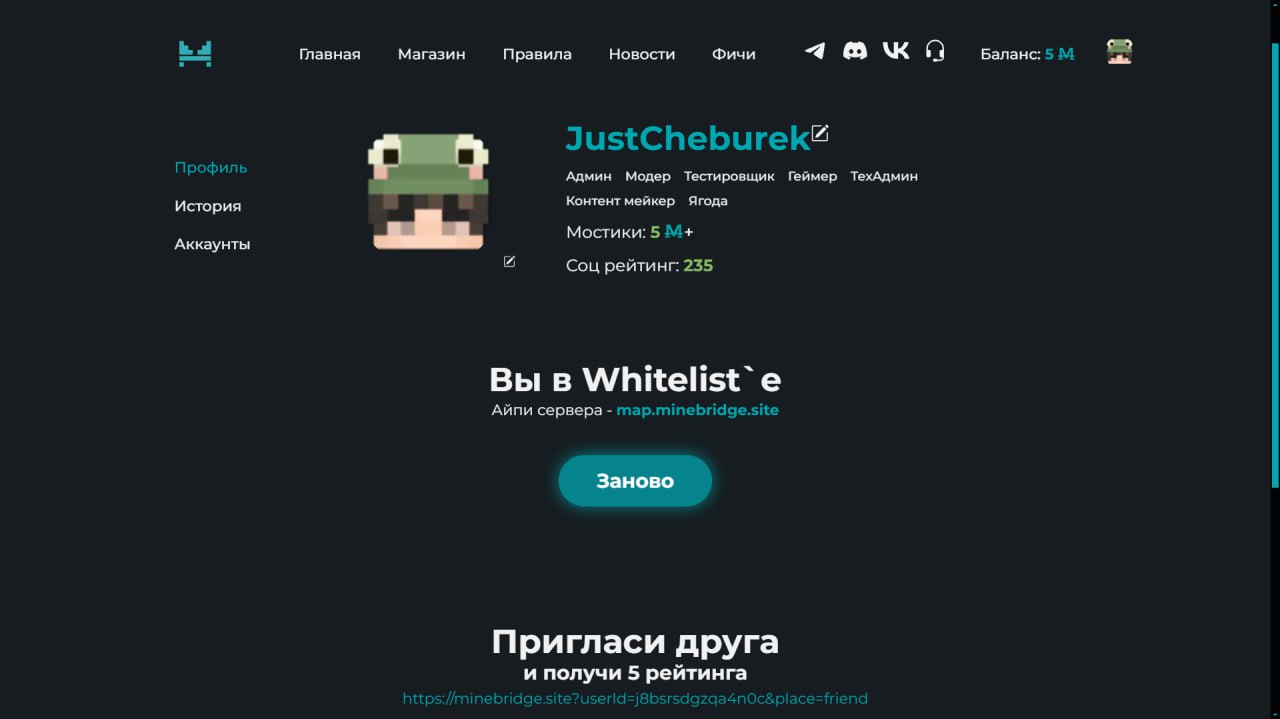 Главная Магазин Правила Новости Фичи Баланс: 5 M
Профиль
История
Аккаунты
JustCheburek
Админ Модер Тестировщик Геймер ТехАдмин
Контент мейкер Ягода
Мостики: 5 M+
Соц рейтинг: 235
Вы в Whitelist`е
Айпи сервера - map.minebridge.site
Заново
Пригласи друга
и получи 5 рейтинга
https://minebridge.site?userId=j8bsrsdgzqa4n0c&place=friend